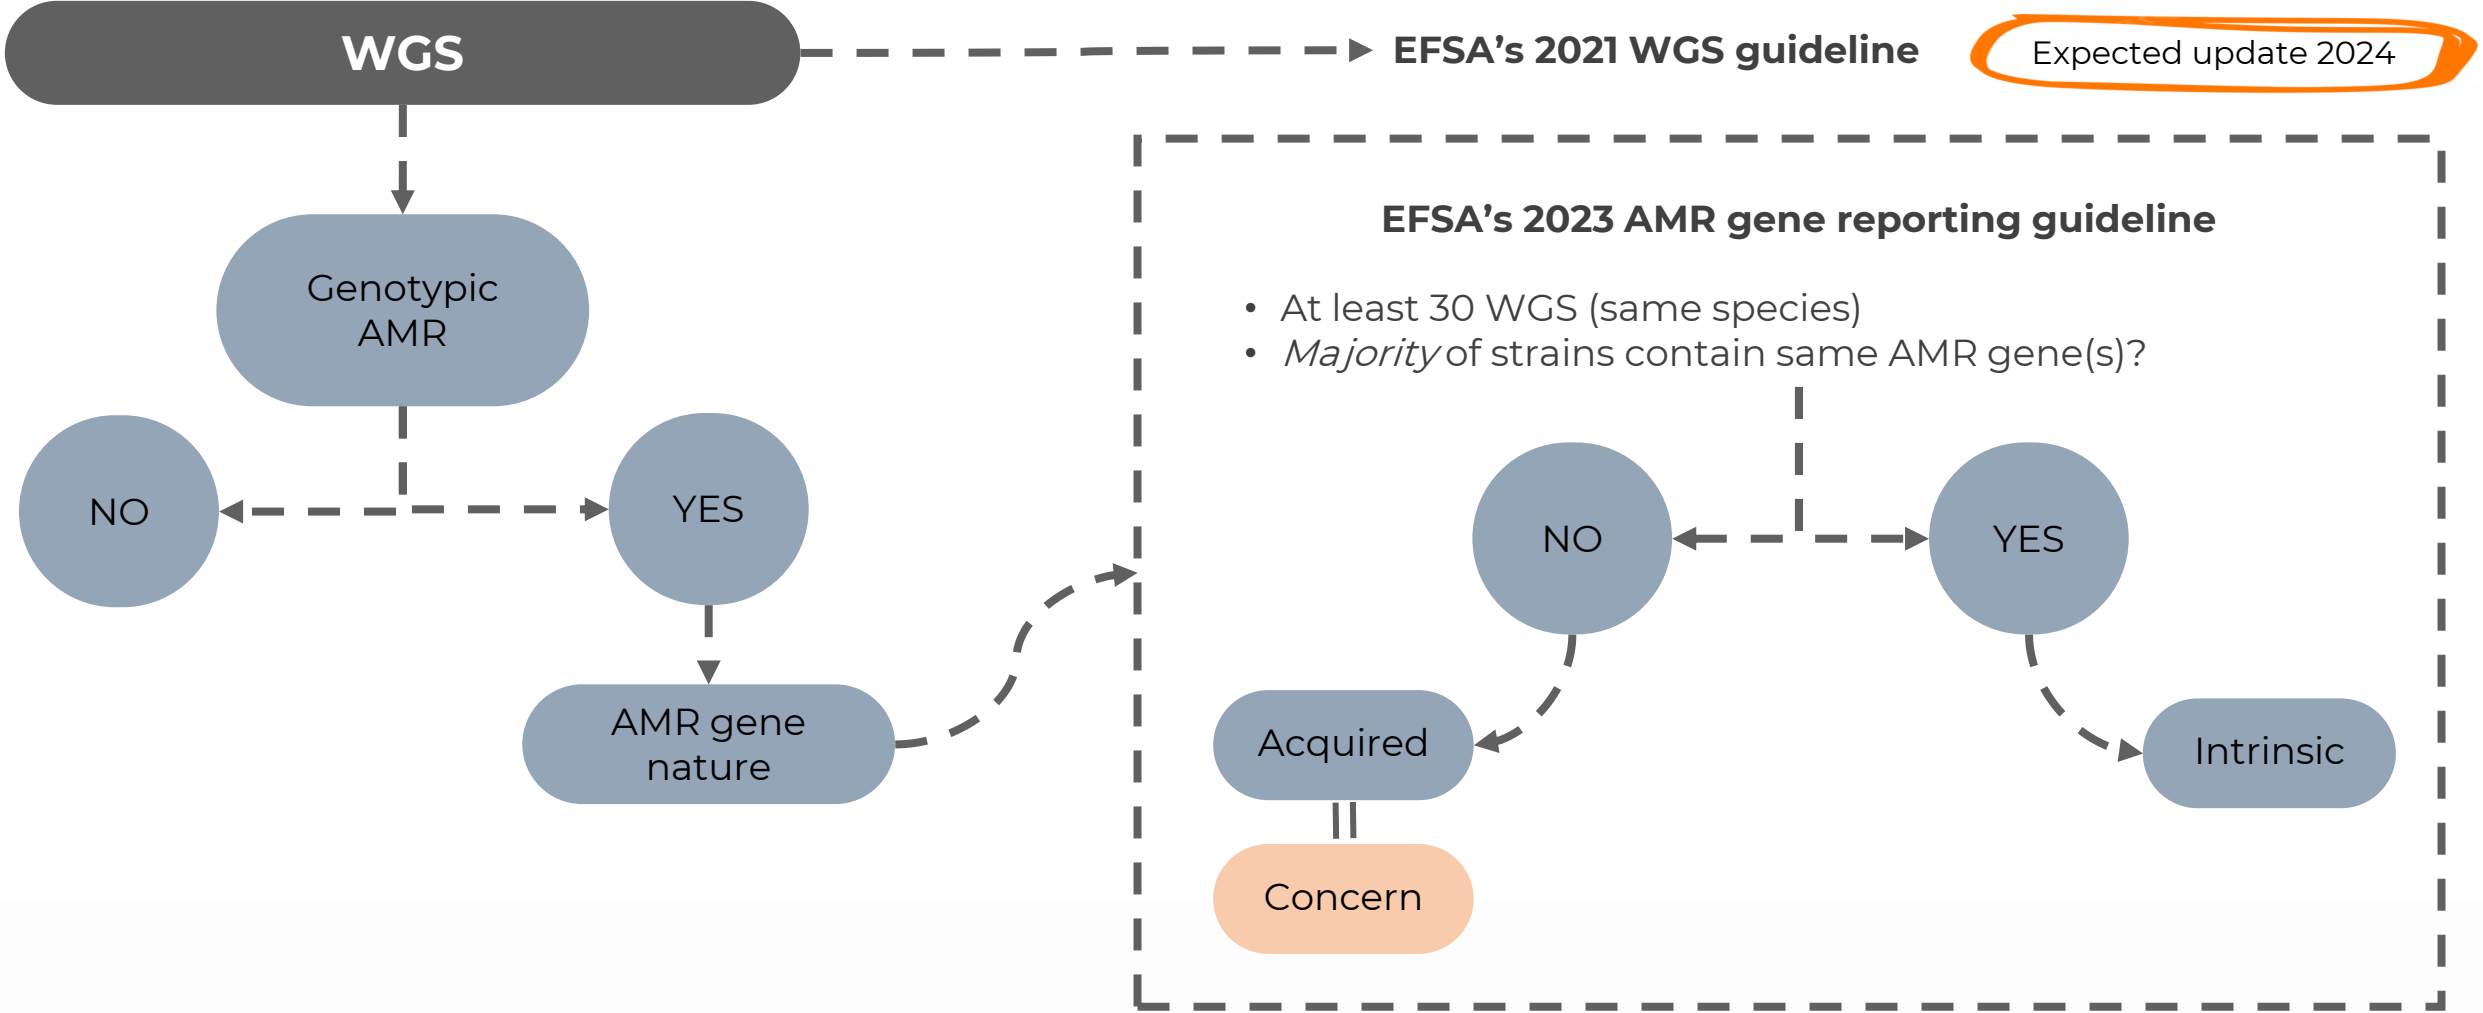 WGS
EFSA’s 2021 WGS guideline
Expected update 2024
Genotypic
AMR
NO
YES
AMR gene
nature
EFSA’s 2023 AMR gene reporting guideline
• At least 30 WGS (same species)
• Majority of strains contain same AMR gene(s)?
NO
YES
Acquired
Intrinsic
Concern